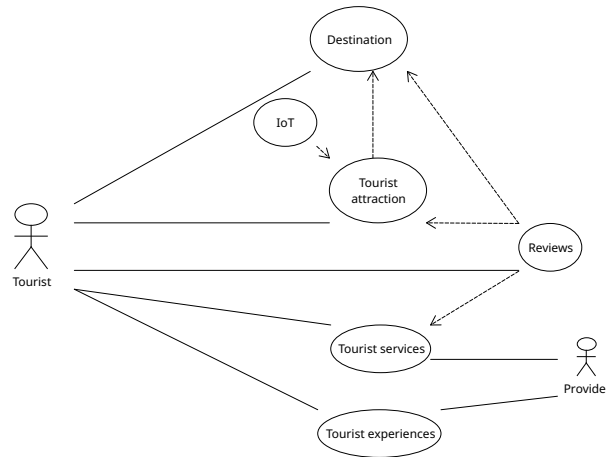 Destination
IoT
Tourist
attraction
Reviews
Tourist
Tourist services
Provide
Tourist experiences